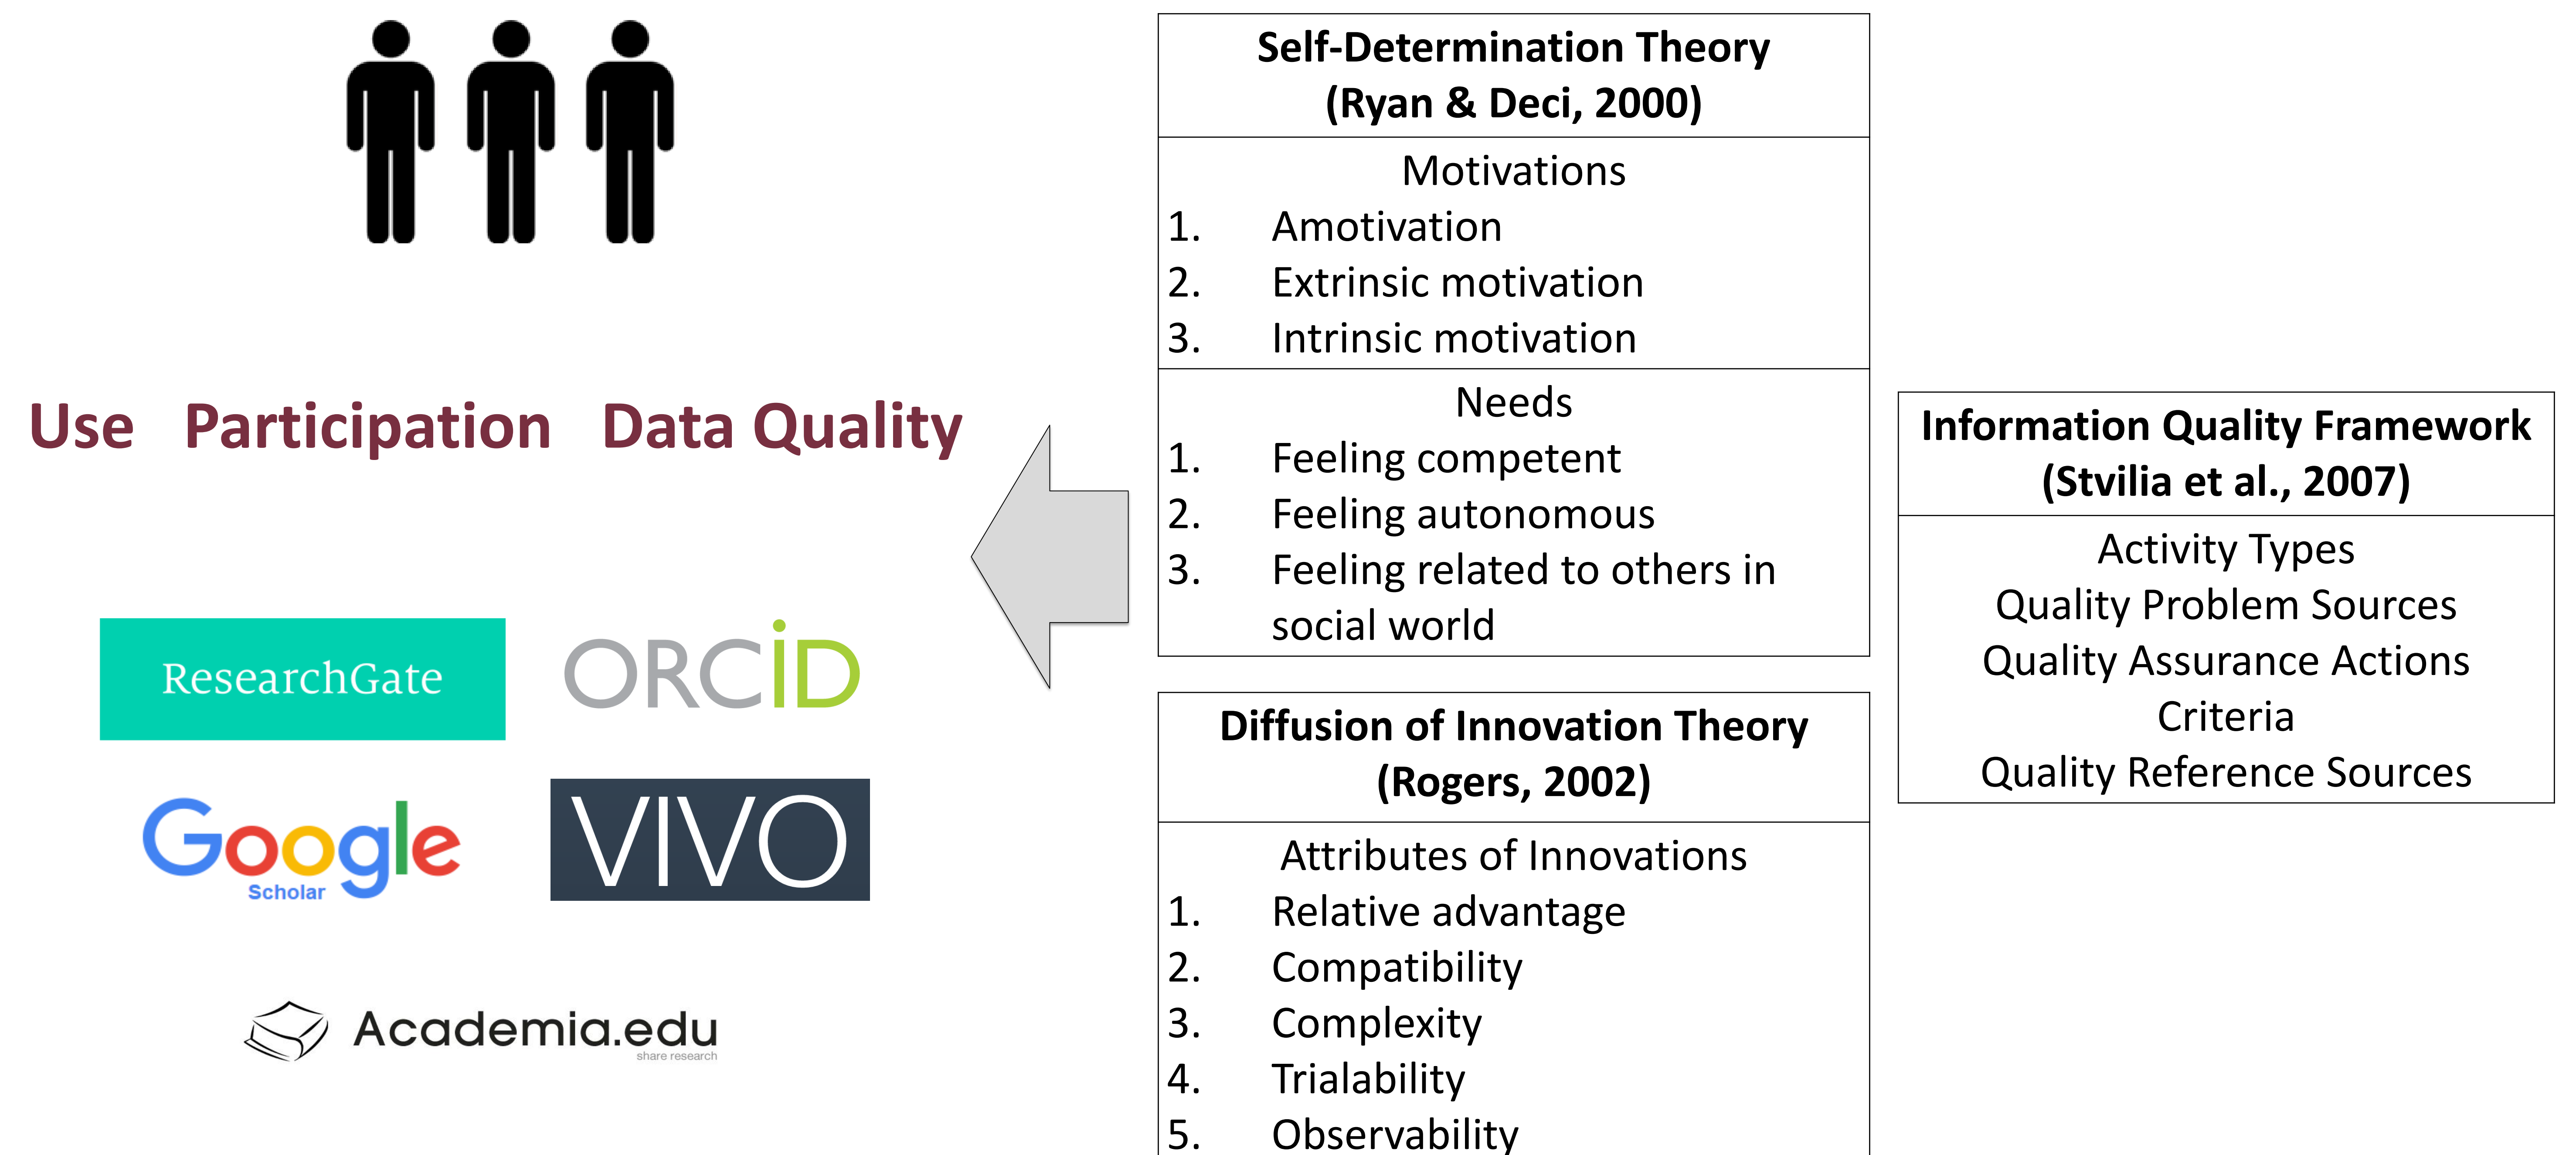 Use Participation Data Quality
ResearchGate
ORCiD
Google
Scholar
VIVO
Academia.edu
share research
Self-Determination Theory
(Ryan & Deci, 2000)
Motivations
1. Amotivation
2. Extrinsic motivation
3. Intrinsic motivation
Needs
1. Feeling competent
2. Feeling autonomous
3. Feeling related to others in
social world
Diffusion of Innovation Theory
(Rogers, 2002)
Attributes of Innovations
1. Relative advantage
2. Compatibility
3. Complexity
4. Trialability
5. Observability
Information Quality Framework
(Stvilia et al., 2007)
Activity Types
Quality Problem Sources
Quality Assurance Actions
Criteria
Quality Reference Sources